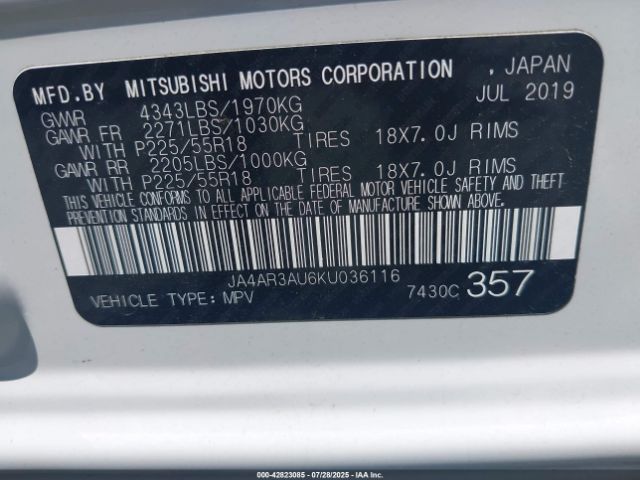 MFD.BY MITSUBISHI MOTORS CORPORATION , JAPAN
GVWR 4343LBS/1970KG JUL 2019
GAWR FR 2271LBS/1030KG
WITH P225/55R18 TIRES 18X7.0J RIMS
GAWR RR 2205LBS/1000KG
WITH P225/55R18 TIRES 18X7.0J RIMS
THIS VEHICLE CONFORMS TO ALL APPLICABLE FEDERAL MOTOR VEHICLE SAFETY AND THEFT
PREVENTION STANDARDS IN EFFECT ON THE DATE OF MANUFACTURE SHOWN ABOVE.
JA4AR3AU6KU036116
VEHICLE TYPE: MPV 7430C 357
000-42823085 - 07/28/2025 - IAAI.COM